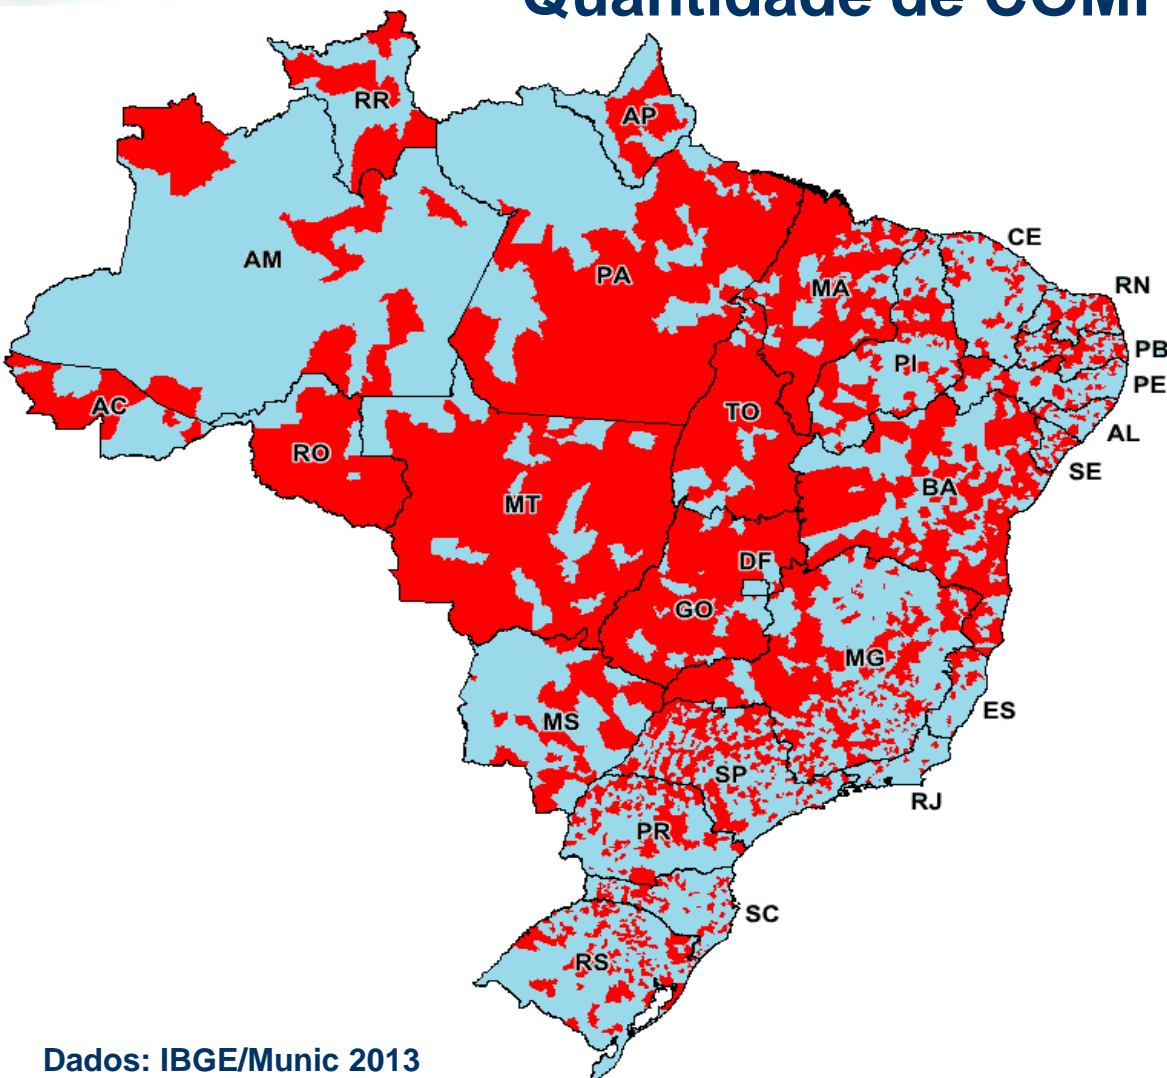 Quantidade de COMP
RR
AP
AM
PA
MA
CE
RN
PB
PE
PI
AC
TO
AL
RO
SE
BA
MT
DF
GO
MG
ES
MS
SP
RJ
PR
SC
RS
Dados: IBGE/Munic 2013